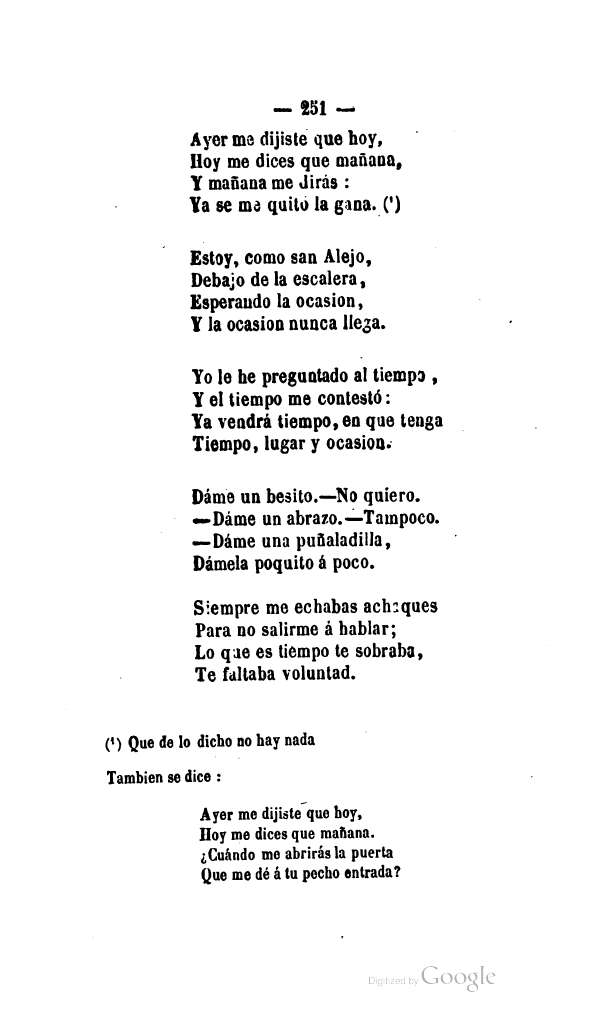 — 251 —
Ayer me dijiste que hoy,
Hoy me dices que mañana,
Y mañana me dirás :
Ya se me quitó la gana. (¹)
Estoy, como san Alejo,
Debajo de la escalera,
Esperando la ocasion,
Y la ocasion nunca llega.
Yo le he preguntado al tiempo ,
Y el tiempo me contestó :
Ya vendrá tiempo, en que tenga
Tiempo, lugar y ocasion.
Dáme un besito.—No quiero.
—Dáme un abrazo.—Tampoco.
—Dáme una puñaladilla,
Dámela poquito á poco.
Siempre me echabas achaques
Para no salirme á hablar;
Lo que es tiempo te sobraba,
Te faltaba voluntad.
(¹) Que de lo dicho no hay nada
Tambien se dice :
Ayer me dijiste que hoy,
Hoy me dices que mañana.
¿Cuándo me abrirás la puerta
Que me dé á tu pecho entrada?
Digitized by Google